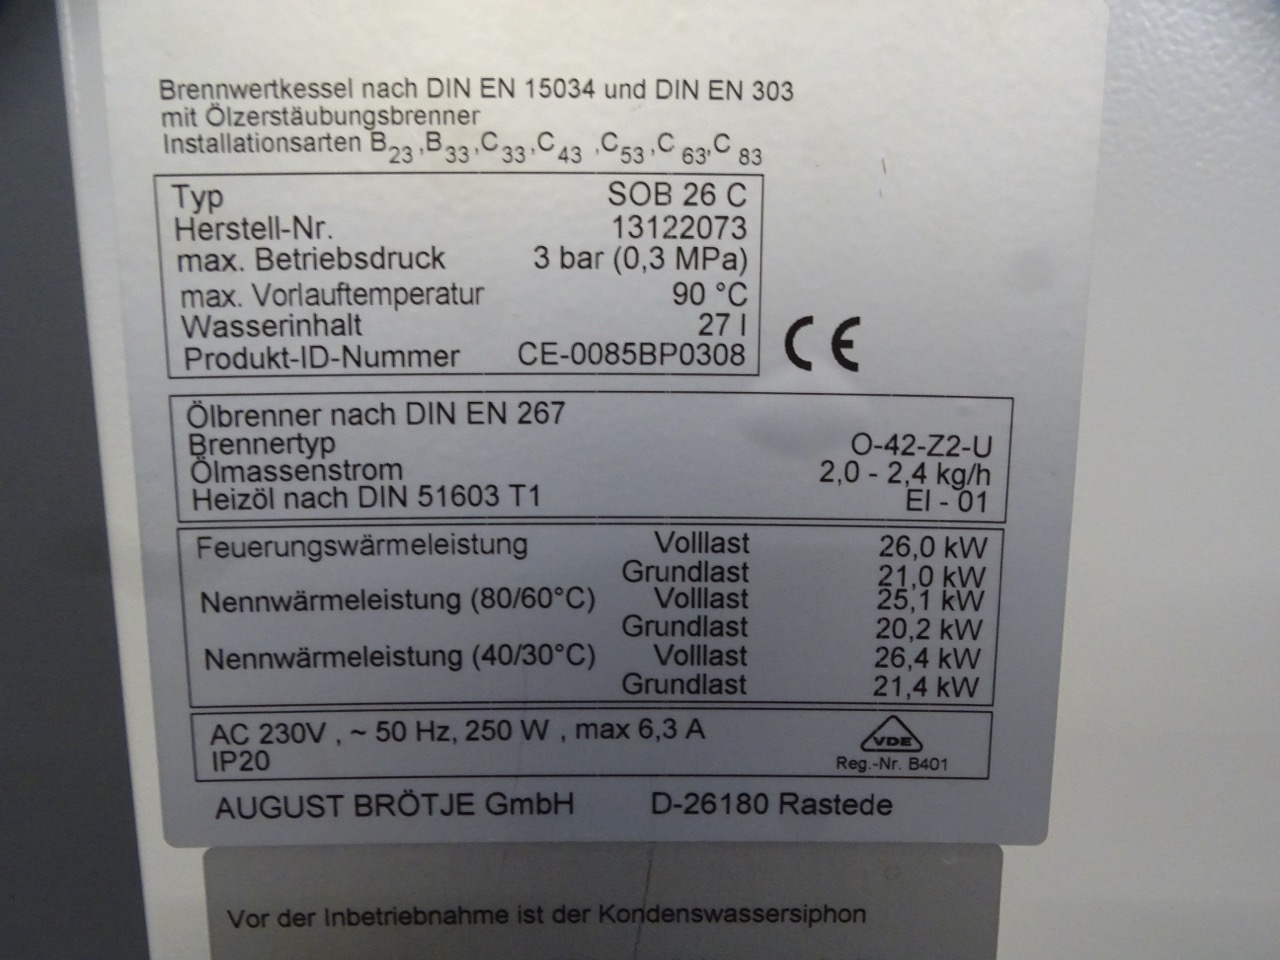 Brennwertkessel nach DIN EN 15034 und DIN EN 303
mit Ölzerstäubungsbrenner
Installationsarten B23,B33,C33,C43 ,C53,C 63,C 83
Typ SOB 26 C
Herstell-Nr. 13122073
max. Betriebsdruck 3 bar (0,3 MPa)
max. Vorlauftemperatur 90 °C
Wasserinhalt 27 l
Produkt-ID-Nummer CE-0085BP0308
CE
Ölbrenner nach DIN EN 267
Brennertyp O-42-Z2-U
Ölmassenstrom 2,0 - 2,4 kg/h
Heizöl nach DIN 51603 T1 El - 01
Feuerungswärmeleistung Volllast 26,0 kW
Grundlast 21,0 kW
Nennwärmeleistung (80/60°C) Volllast 25,1 kW
Grundlast 20,2 kW
Nennwärmeleistung (40/30°C) Volllast 26,4 kW
Grundlast 21,4 kW
AC 230V , ~ 50 Hz, 250 W , max 6,3 A
IP20
VDE
Reg.-Nr. B401
AUGUST BRÖTJE GmbH D-26180 Rastede
Vor der Inbetriebnahme ist der Kondenswassersiphon